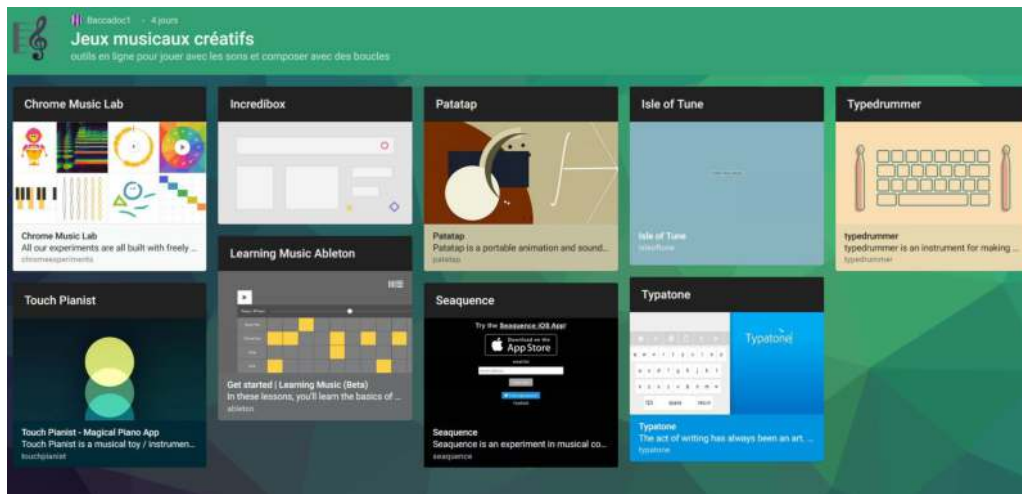 Baccadoc1 • 4 jours
Jeux musicaux créatifs
outils en ligne pour jouer avec les sons et composer avec des boucles
Chrome Music Lab
Chrome Music Lab
All our experiments are all built with freely ...
chromeexperiments
Touch Pianist
Touch Pianist - Magical Piano App
Touch Pianist is a musical toy / instrumen...
touchpianist
Incredibox
Learning Music Ableton
Get started | Learning Music (Beta)
In these lessons, you'll learn the basics of ...
ableton
Patatap
Patatap
Patatap is a portable animation and sound...
patatap
Seaquence
Try the Seaquence iOS App!
Download on the
App Store
Seaquence
Seaquence is an experiment in musical co...
seaquence
Isle of Tune
Isle of Tune
isleoftune
Typatone
Typatone
Typatone
The act of writing has always been an art, ...
typatone
Typedrummer
typedrummer
typedrummer is an instrument for making ...
typedrummer